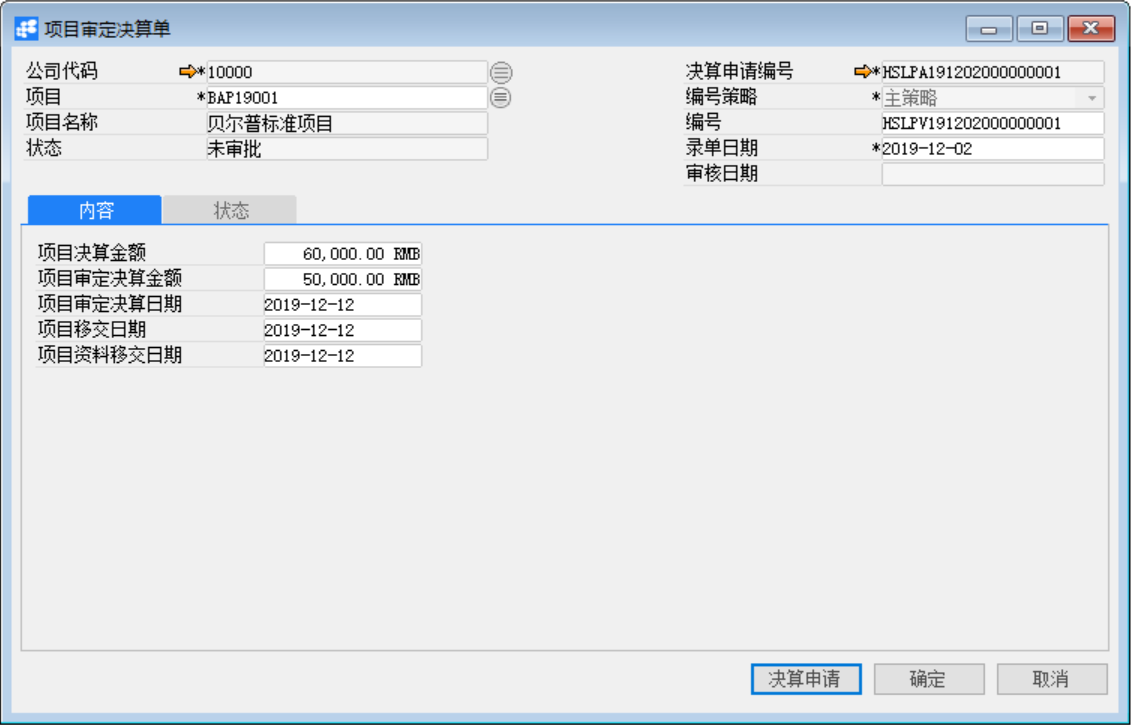 项目审定决算单
公司代码 *10000
项目 *BAP19001
项目名称 贝尔普标准项目
状态 未审批
决算申请编号 *HSLPA191202000000001
编号策略 *主策略
编号 HSLPV191202000000001
录单日期 *2019-12-02
审核日期
内容 状态
项目决算金额 60,000.00 RMB
项目审定决算金额 50,000.00 RMB
项目审定决算日期 2019-12-12
项目移交日期 2019-12-12
项目资料移交日期 2019-12-12
决算申请 确定 取消